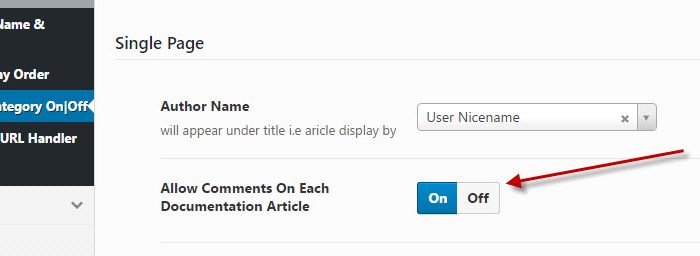 Name &
Single Page
ay Order
ategory On|Off
URL Handler
Author Name
will appear under title i.e aricle display by
User Nicename
Allow Comments On Each
Documentation Article
On Off